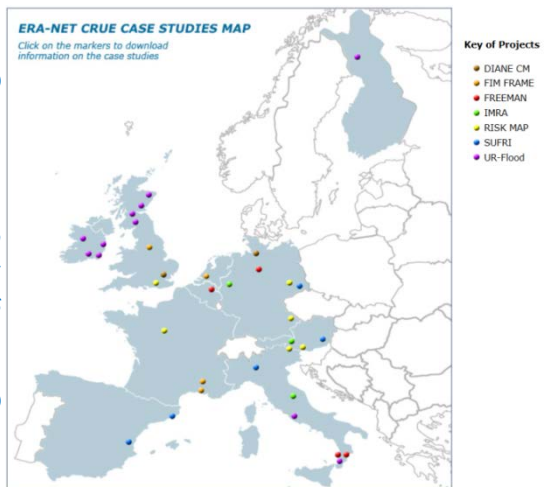 ERA-NET CRUE CASE STUDIES MAP
Click on the markers to download
information on the case studies
Key of Projects
DIANE CM
FIM FRAME
FREEMAN
IMRA
RISK MAP
SUFRI
UR-Flood